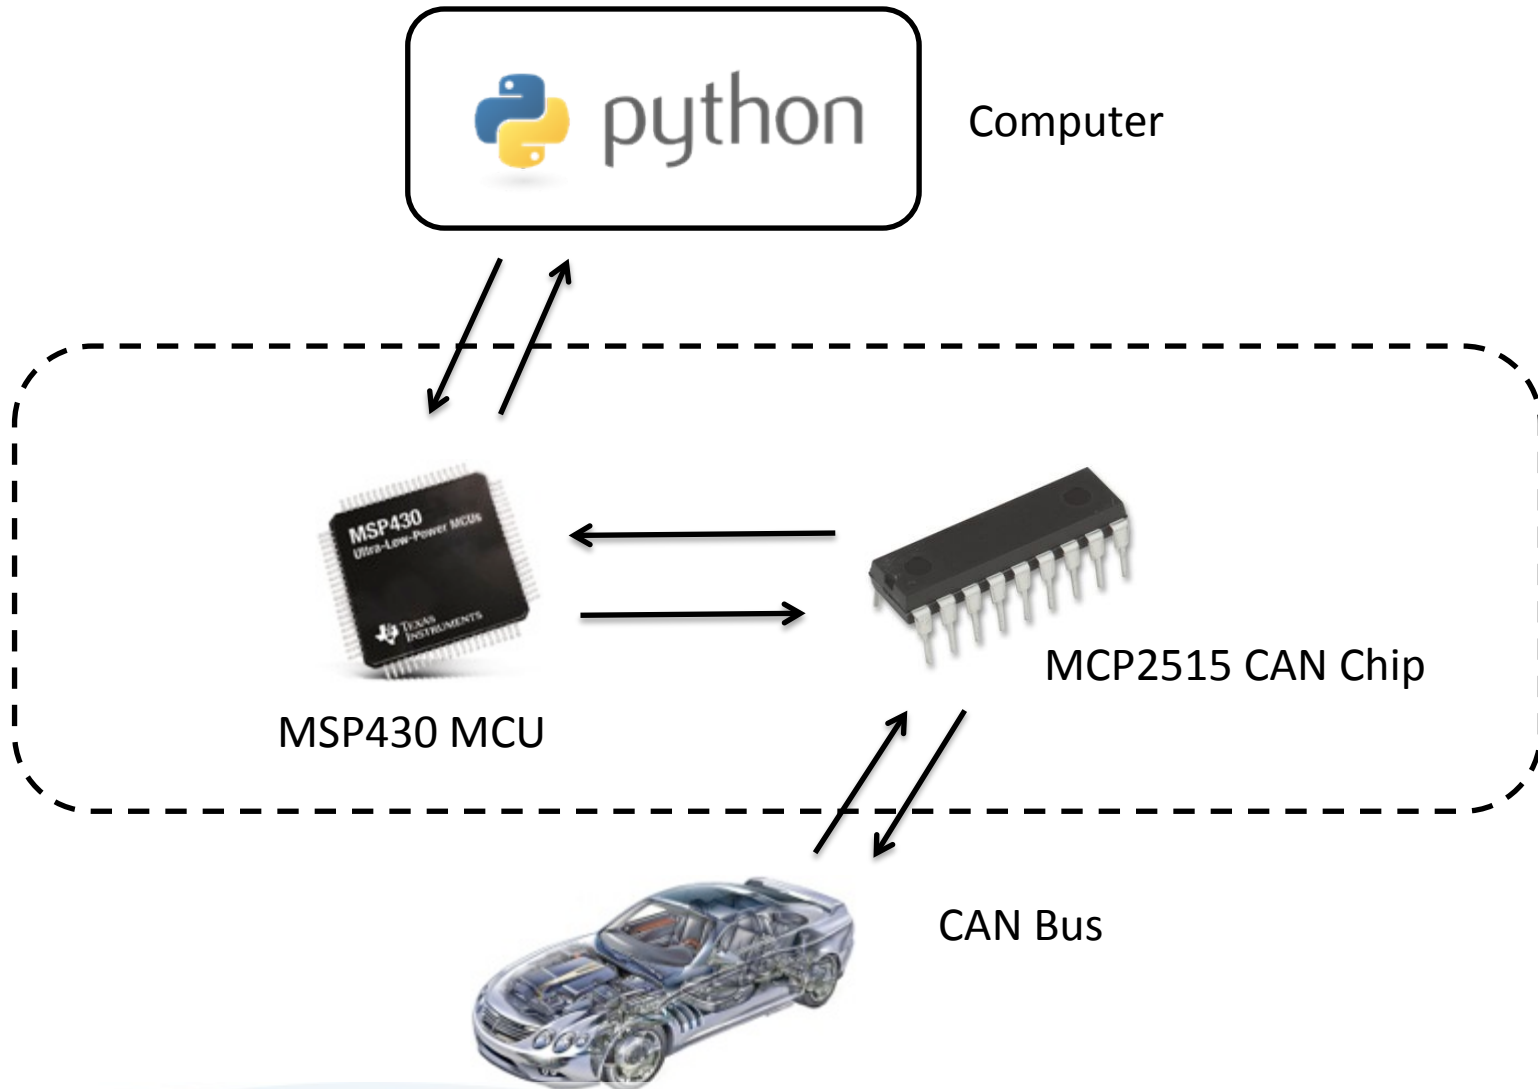 python
Computer
MSP430
Ultra-Low-Power MCUs
TEXAS
INSTRUMENTS
MCP2515 CAN Chip
MSP430 MCU
CAN Bus